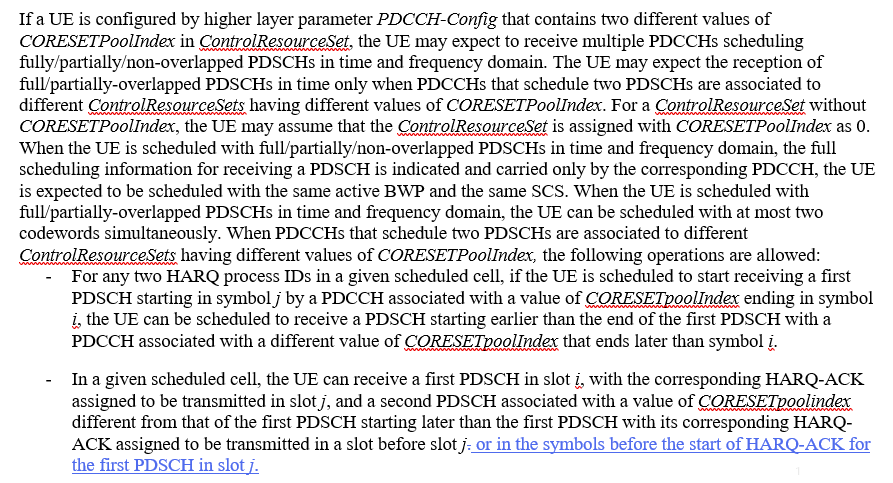 If a UE is configured by higher layer parameter PDCCH-Config that contains two different values of
CORESETPoolIndex in ControlResourceSet, the UE may expect to receive multiple PDCCHs scheduling
fully/partially/non-overlapped PDSCHs in time and frequency domain. The UE may expect the reception of
full/partially-overlapped PDSCHs in time only when PDCCHs that schedule two PDSCHs are associated to
different ControlResourceSets having different values of CORESETPoolIndex. For a ControlResourceSet without
CORESETPoolIndex, the UE may assume that the ControlResourceSet is assigned with CORESETPoolIndex as 0.
When the UE is scheduled with full/partially/non-overlapped PDSCHs in time and frequency domain, the full
scheduling information for receiving a PDSCH is indicated and carried only by the corresponding PDCCH, the UE
is expected to be scheduled with the same active BWP and the same SCS. When the UE is scheduled with
full/partially-overlapped PDSCHs in time and frequency domain, the UE can be scheduled with at most two
codewords simultaneously. When PDCCHs that schedule two PDSCHs are associated to different
ControlResourceSets having different values of CORESETPoolIndex, the following operations are allowed:
- For any two HARQ process IDs in a given scheduled cell, if the UE is scheduled to start receiving a first
PDSCH starting in symbol j by a PDCCH associated with a value of CORESETpoolIndex ending in symbol
i, the UE can be scheduled to receive a PDSCH starting earlier than the end of the first PDSCH with a
PDCCH associated with a different value of CORESETpoolIndex that ends later than symbol i.
- In a given scheduled cell, the UE can receive a first PDSCH in slot i, with the corresponding HARQ-ACK
assigned to be transmitted in slot j, and a second PDSCH associated with a value of CORESETpoolindex
different from that of the first PDSCH starting later than the first PDSCH with its corresponding HARQ-
ACK assigned to be transmitted in a slot before slot j. or in the symbols before the start of HARQ-ACK for
the first PDSCH in slot j.